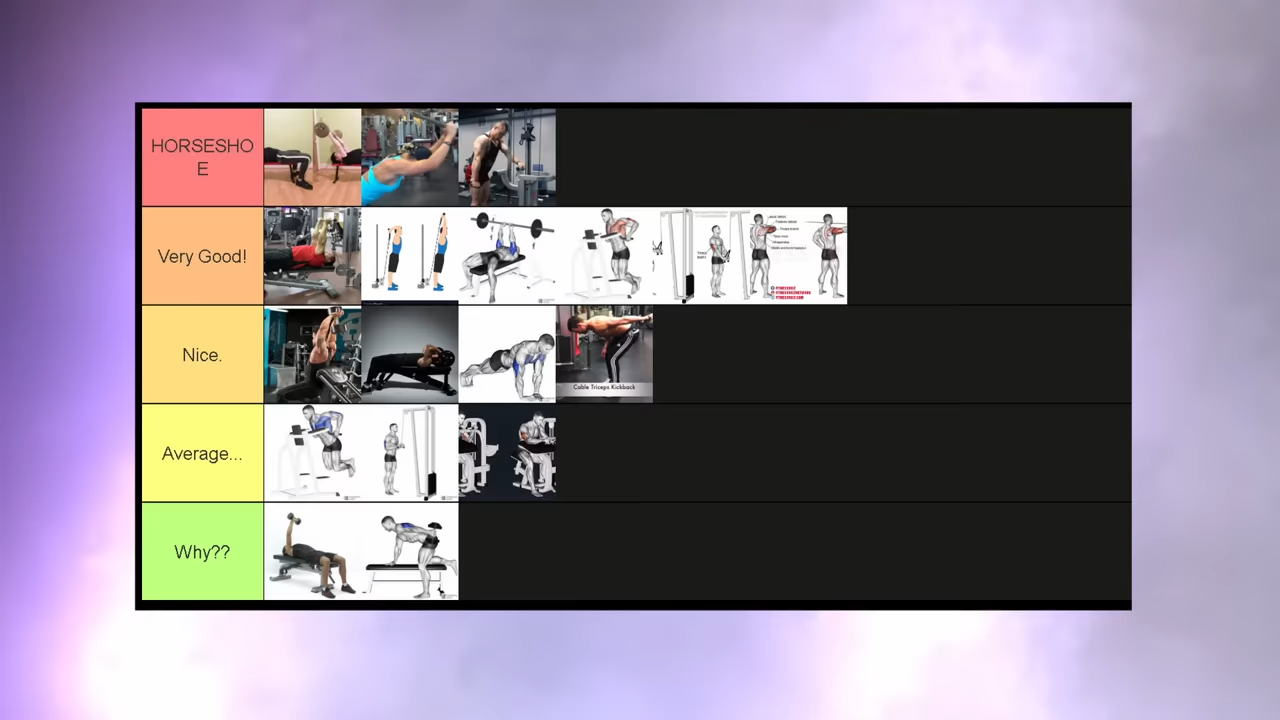 HORSESHO
E
Very Good!
Nice.
Cable Triceps Kickback
Average...
Why??